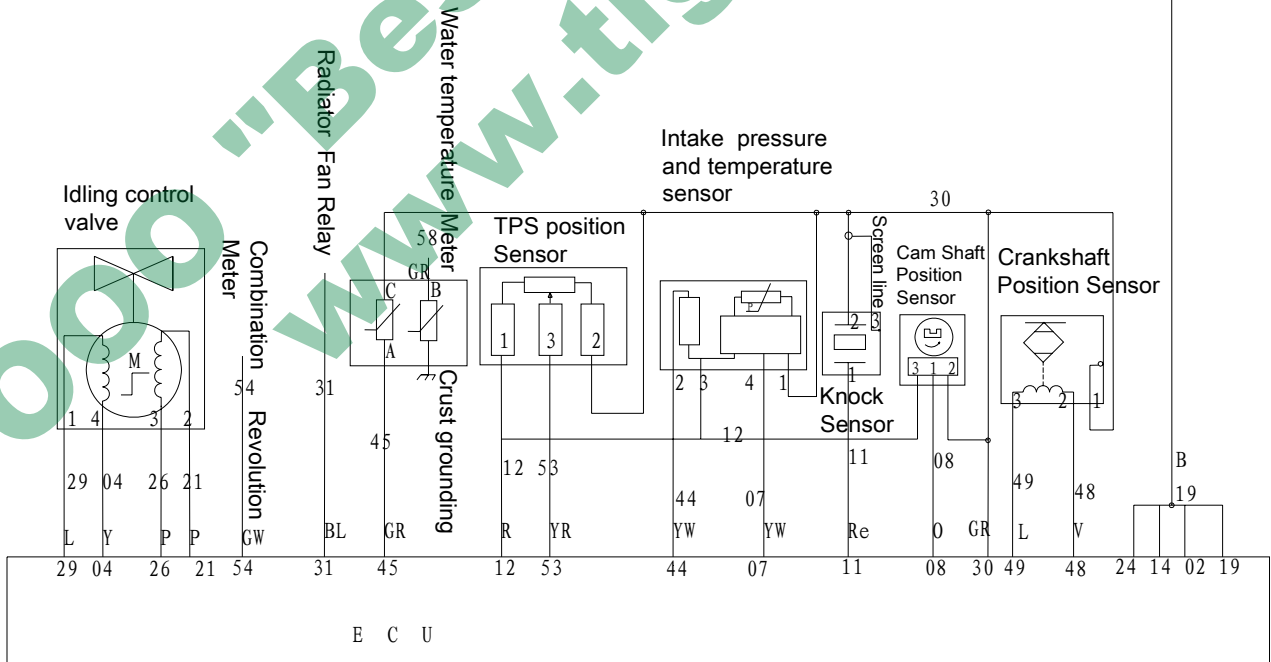 ooo "Bes
www.tig
Water temperature Meter
Radiator Fan Relay
Intake pressure
and temperature
sensor
Idling control
valve
Combination
Meter
Revolution
58
GR
C
B
A
TPS position
Sensor
1
3
2
30
Screen line
Cam Shaft
Position
Sensor
Crankshaft
Position Sensor
M
1 4 3 2
54
31
45
Crust grounding
P
2 3 4 1
2 3
1
Knock
Sensor
3 1 2
3 2 1
12
29 04 26 21
12 53
44
07
11
08
49
48
B
19
L Y P P GW BL GR R YR YW YW Re O GR L V
29 04 26 21 54 31 45 12 53 44 07 11 08 30 49 48 24 14 02 19
E C U